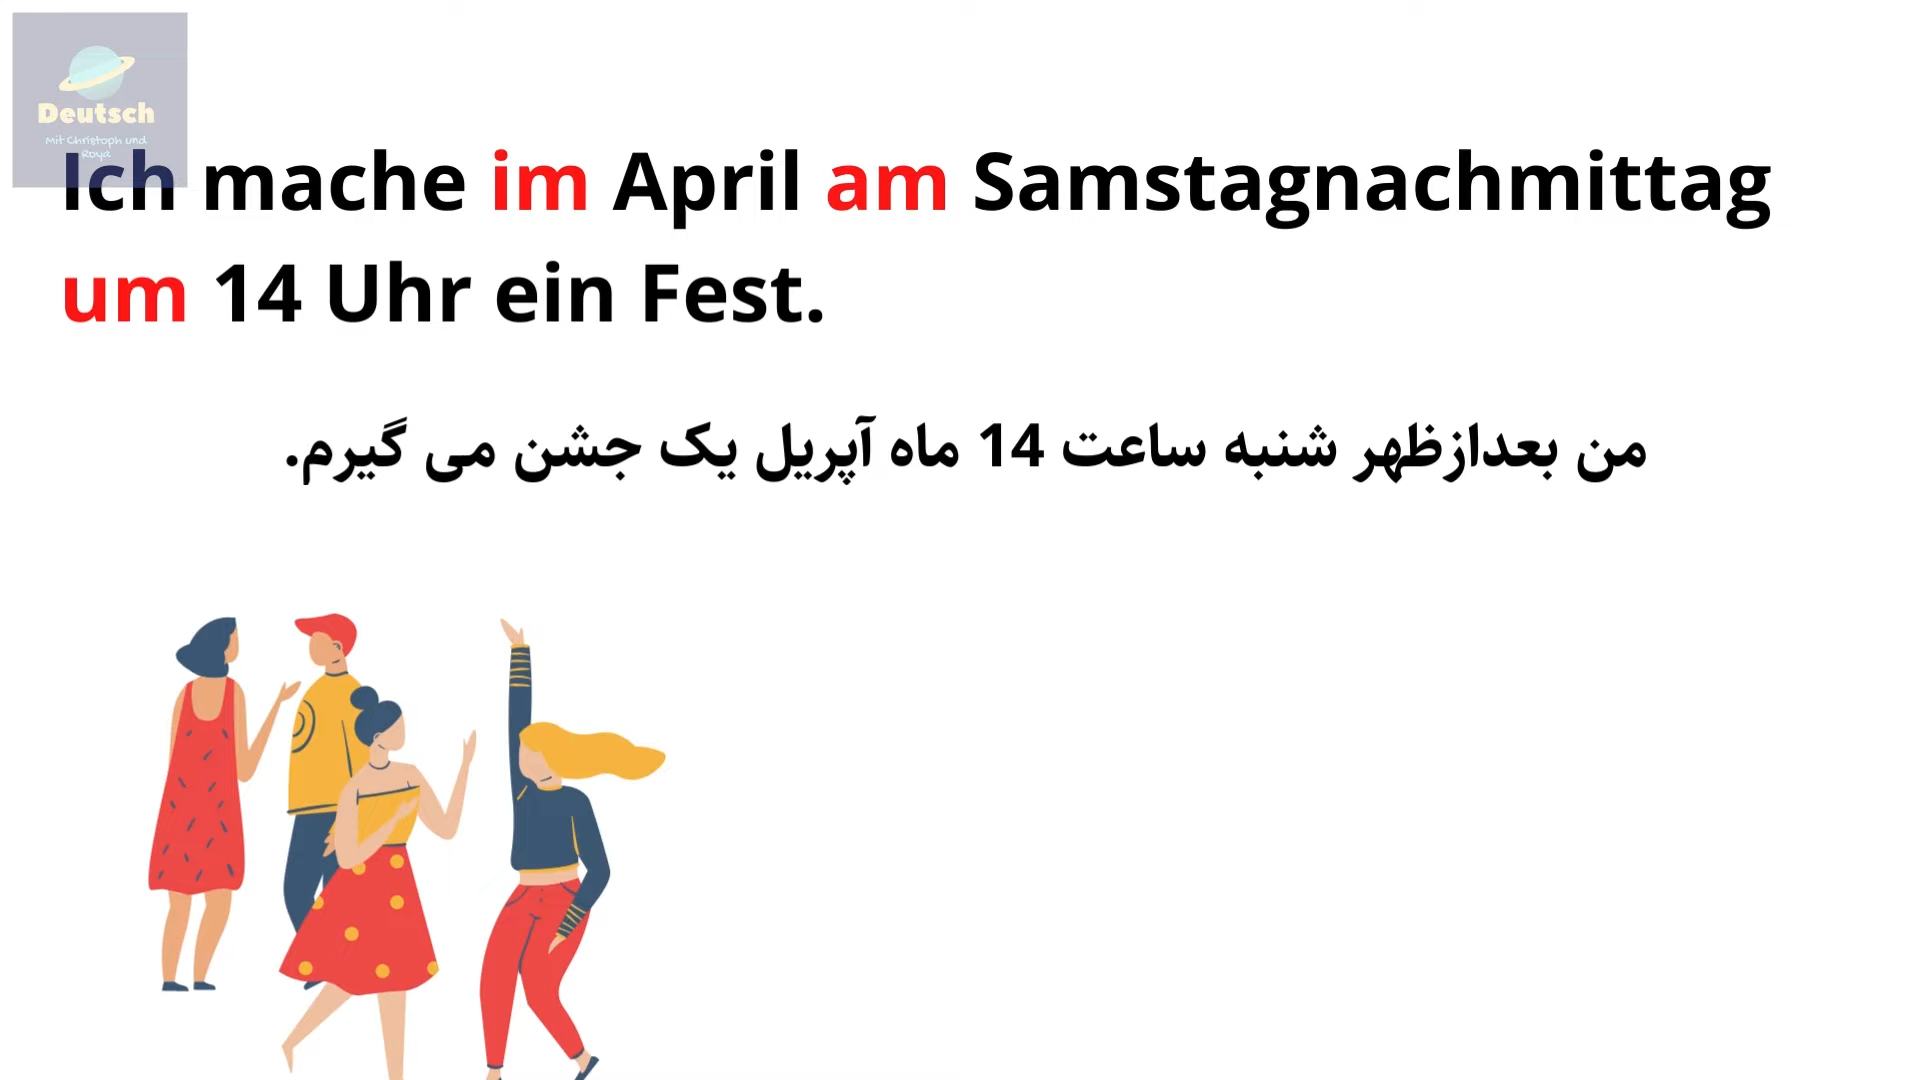 Deutsch
Mit Christoph und
Roya
Ich mache im April am Samstagnachmittag
um 14 Uhr ein Fest.
من بعدازظهر شنبه ساعت 14 ماه آپریل یک جشن می گیرم.